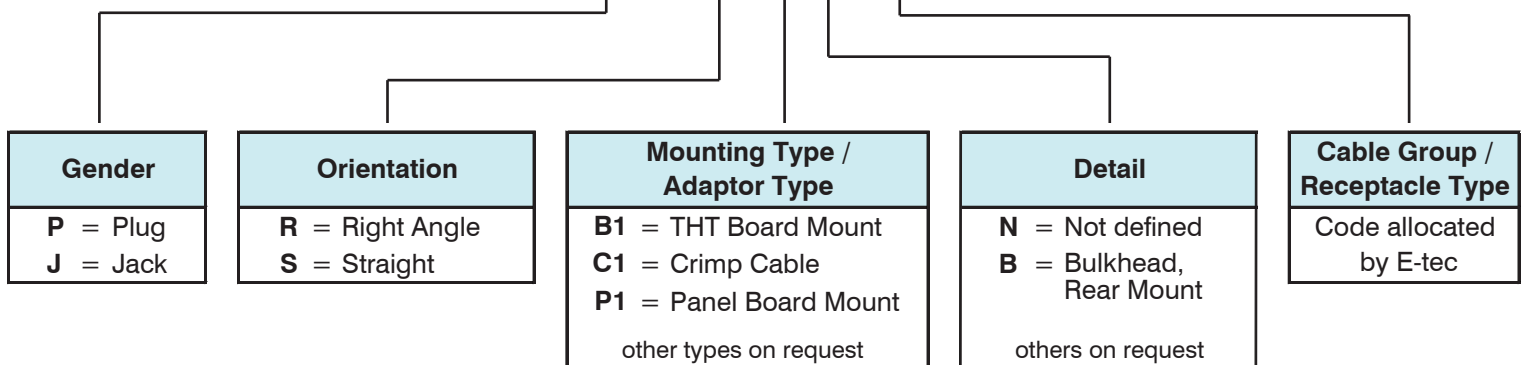 Gender
P = Plug
J = Jack
Orientation
R = Right Angle
S = Straight
Mounting Type /
Adaptor Type
B1 = THT Board Mount
C1 = Crimp Cable
P1 = Panel Board Mount
other types on request
Detail
N = Not defined
B = Bulkhead,
Rear Mount
others on request
Cable Group /
Receptacle Type
Code allocated
by E-tec